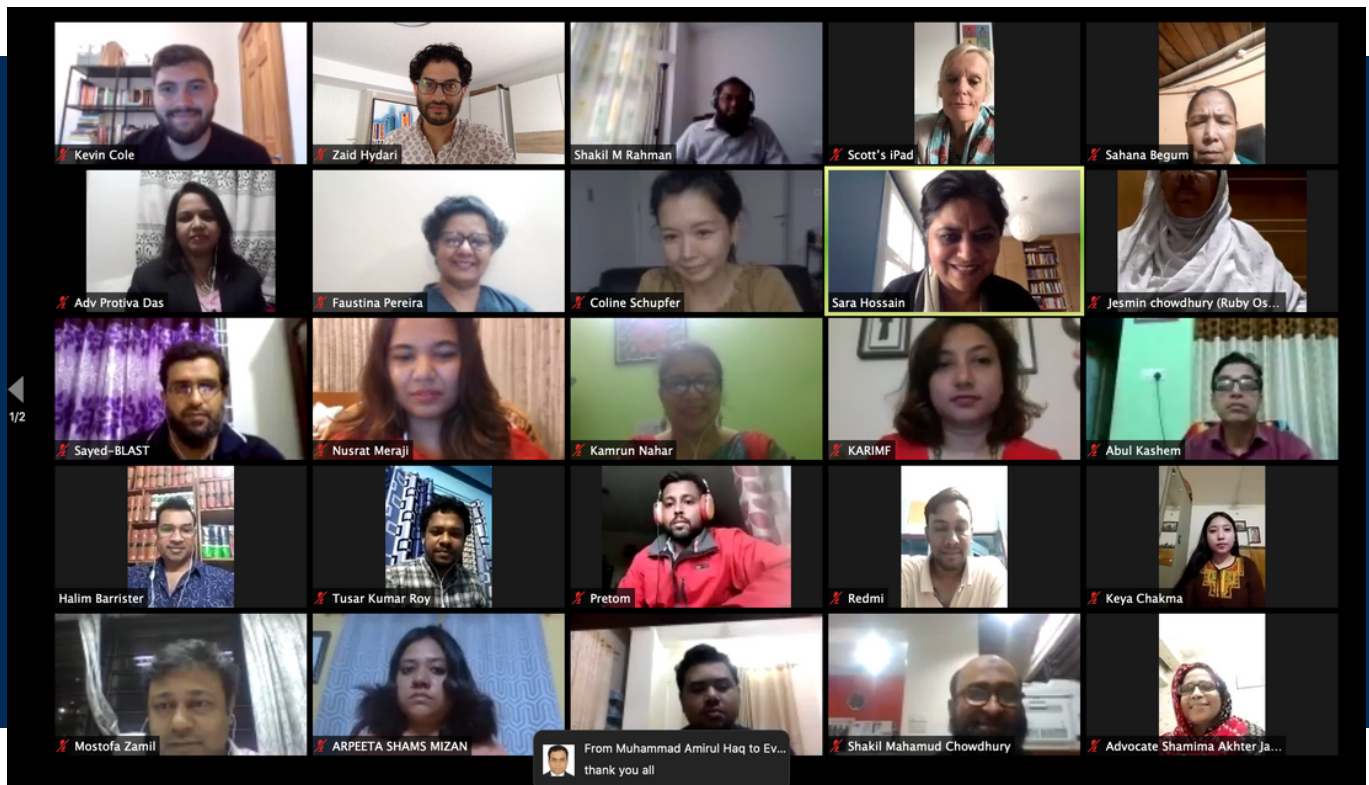 Kevin Cole
Zaid Hydari
Shakil M Rahman
Scott's iPad
Sahana Begum
Adv Protiva Das
Faustina Pereira
Coline Schupfer
Sara Hossain
Jesmin chowdhury (Ruby Os...
1/2
Sayed-BLAST
Nusrat Meraji
Kamrun Nahar
KARIMF
Abul Kashem
Halim Barrister
Tusar Kumar Roy
Pretom
Redmi
Keya Chakma
Mostofa Zamil
ARPEETA SHAMS MIZAN
Shakil Mahamud Chowdhury
Advocate Shamima Akhter Ja...
From Muhammad Amirul Haq to Ev...
thank you all